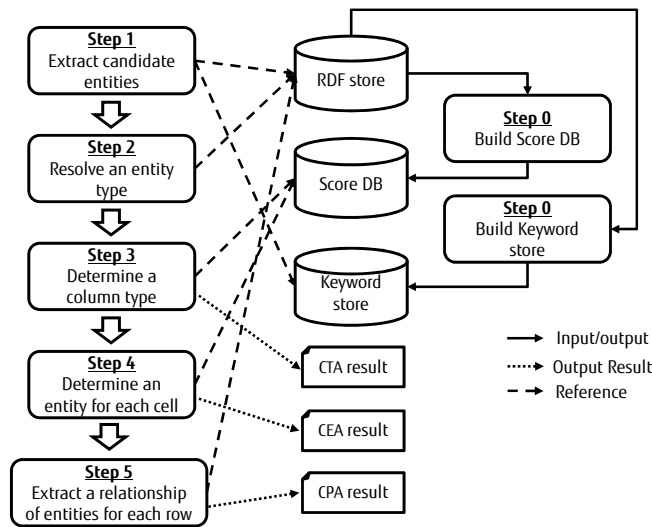 Step 1
Extract candidate
entities
Step 2
Resolve an entity
type
Step 3
Determine a
column type
Step 4
Determine an
entity for each cell
Step 5
Extract a relationship
of entities for each row
RDF store
Score DB
Keyword
store
CTA result
CEA result
CPA result
Step 0
Build Score DB
Step 0
Build Keyword
store
Input/output
Output Result
Reference